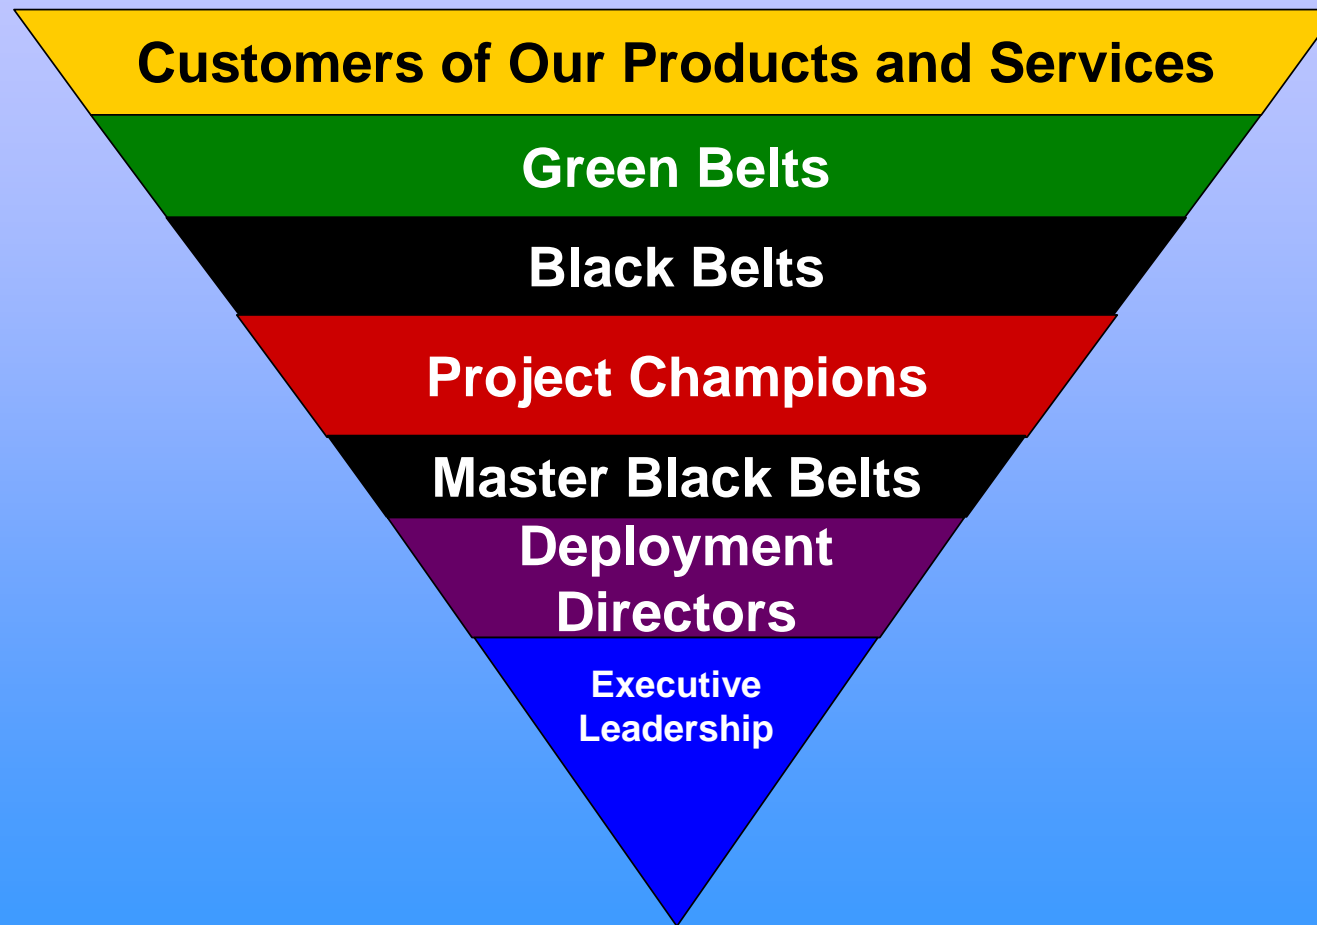 Customers of Our Products and Services
Green Belts
Black Belts
Project Champions
Master Black Belts
Deployment
Directors
Executive
Leadership